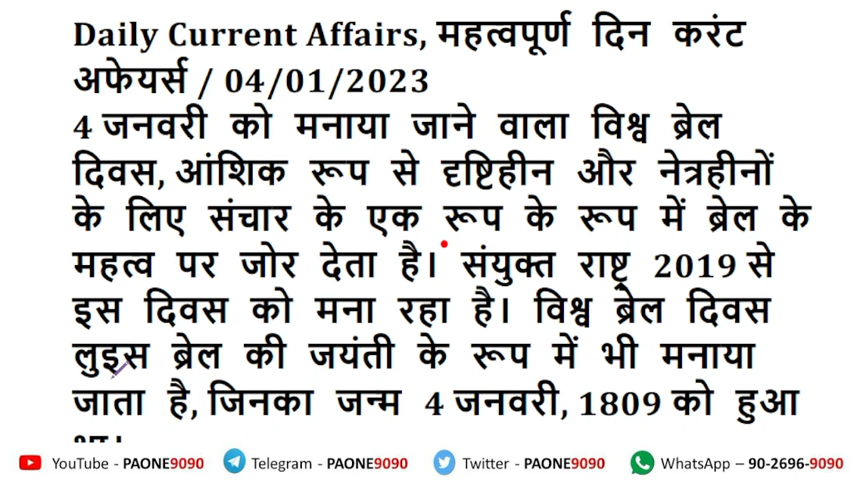 Daily Current Affairs, महत्वपूर्ण दिन करंट
अफेयर्स / 04/01/2023
4 जनवरी को मनाया जाने वाला विश्व ब्रेल
दिवस, आंशिक रूप से दृष्टिहीन और नेत्रहीनों
के लिए संचार के एक रूप के रूप में ब्रेल के
महत्व पर जोर देता है। संयुक्त राष्ट्र 2019 से
इस दिवस को मना रहा है। विश्व ब्रेल दिवस
लुइस ब्रेल की जयंती के रूप में भी मनाया
जाता है, जिनका जन्म 4 जनवरी, 1809 को हुआ
YouTube - PAONE9090 Telegram - PAONE9090 Twitter - PAONE9090 WhatsApp – 90-2696-9090